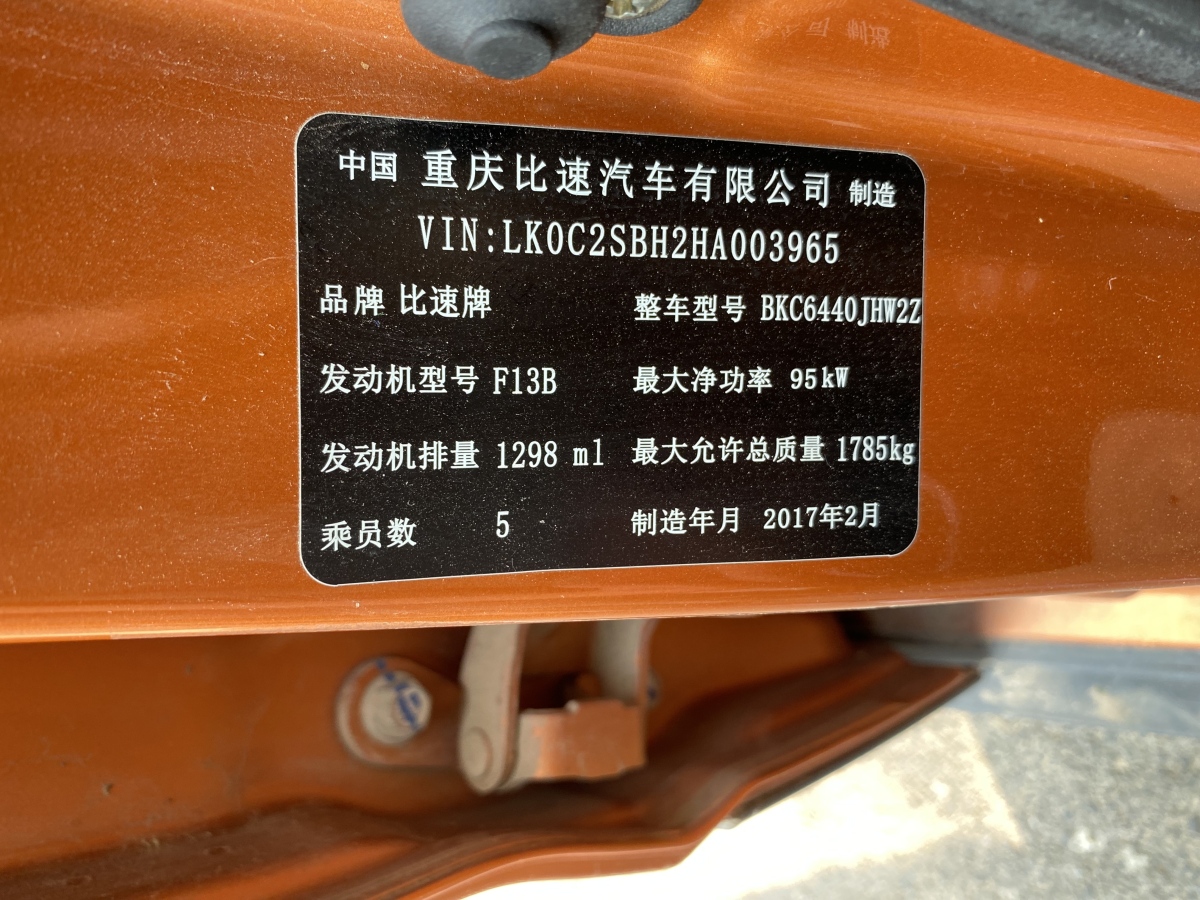 中国 重庆比速汽车有限公司 制造
VIN:LK0C2SBH2HA003965
品牌 比速牌 整车型号 BKC6440JHW2Z
发动机型号 F13B 最大净功率 95kW
发动机排量 1298 ml 最大允许总质量 1785kg
乘员数 5 制造年月 2017年2月